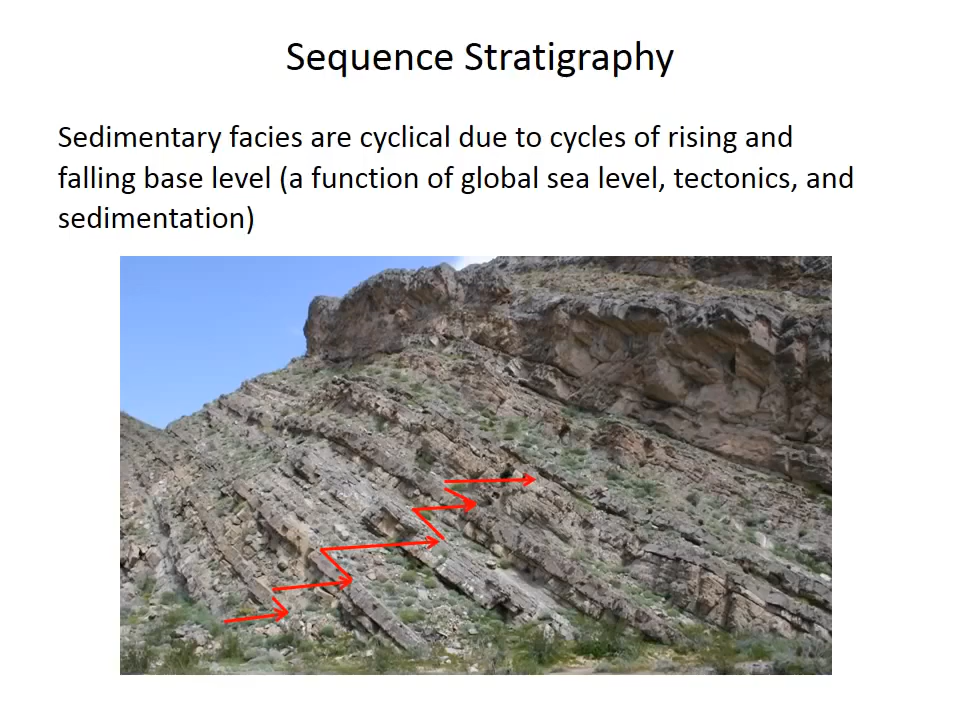 Sequence Stratigraphy
Sedimentary facies are cyclical due to cycles of rising and
falling base level (a function of global sea level, tectonics, and
sedimentation)